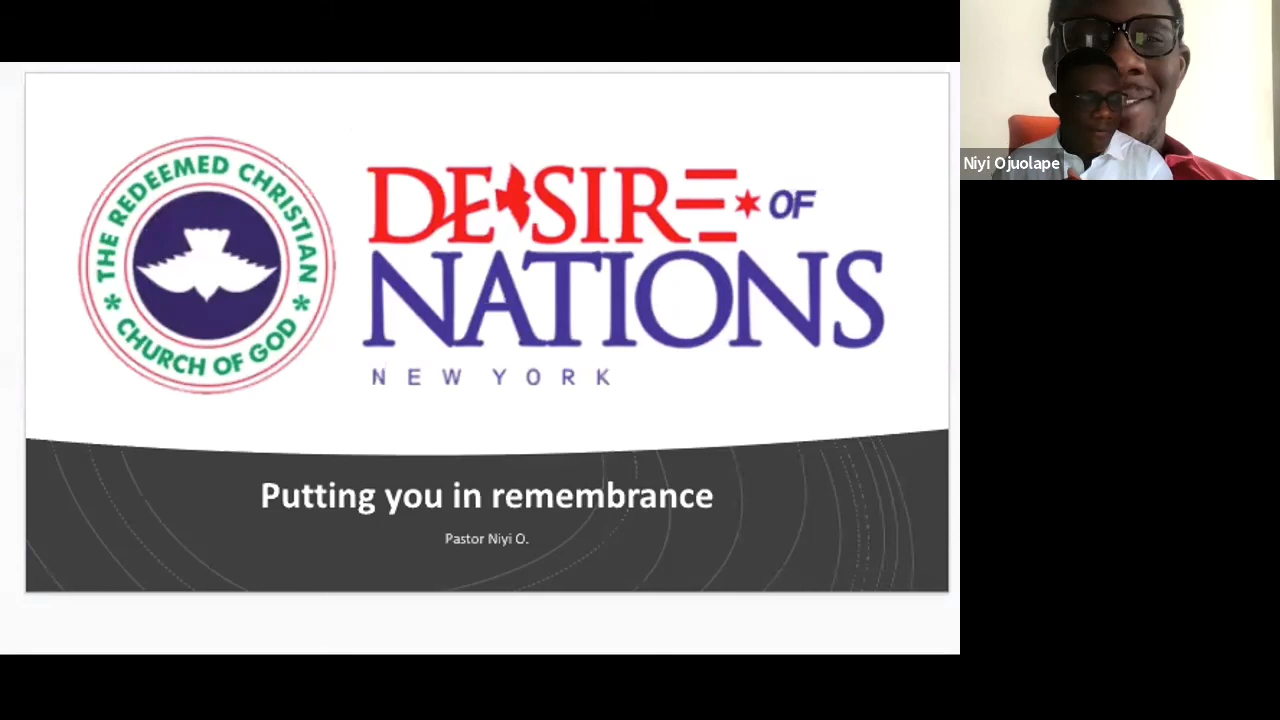 THE REDEEMED CHRISTIAN
CHURCH OF GOD
DESIRE OF
NATIONS
NEW YORK
Putting you in remembrance
Pastor Niyi O.
Niyi Ojuolape